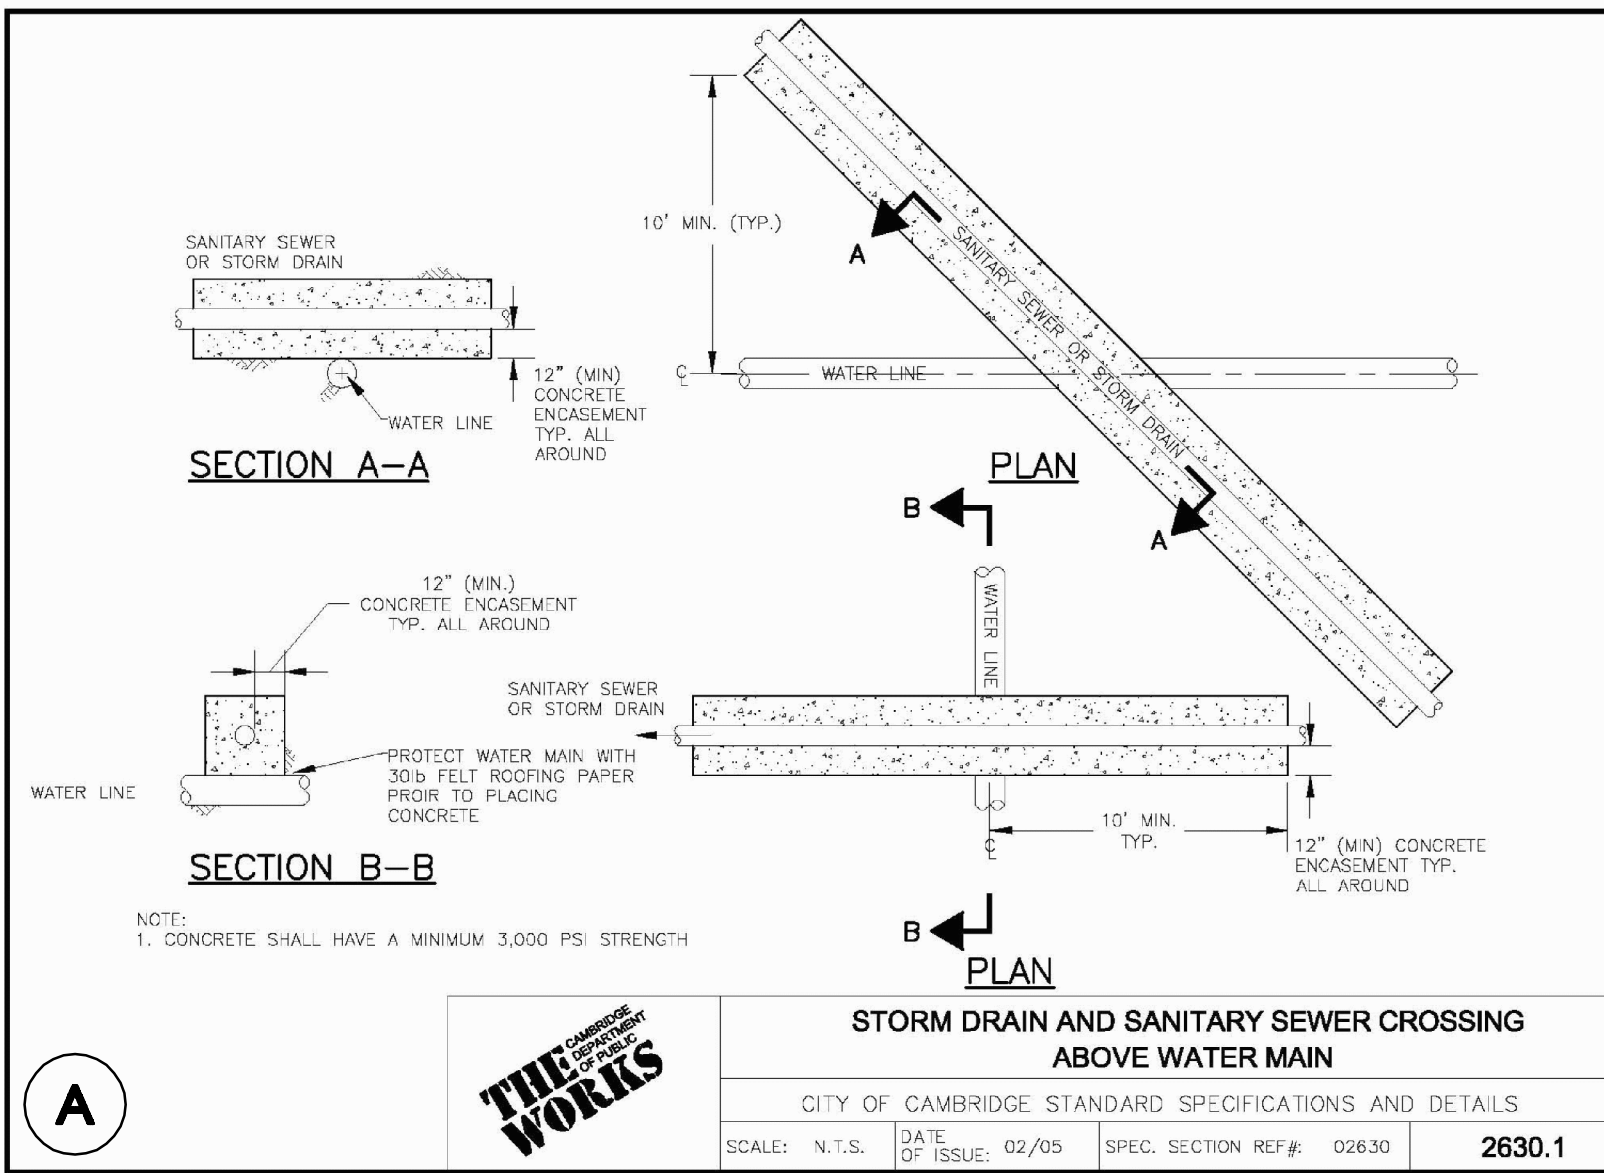 10' MIN. (TYP.)
A
SANITARY SEWER OR STORM DRAIN
WATER LINE
℄
A
PLAN
SANITARY SEWER
OR STORM DRAIN
12" (MIN)
CONCRETE
ENCASEMENT
TYP. ALL
AROUND
WATER LINE
SECTION A-A
B
WATER LINE
12" (MIN.)
CONCRETE ENCASEMENT
TYP. ALL AROUND
SANITARY SEWER
OR STORM DRAIN
PROTECT WATER MAIN WITH
30lb FELT ROOFING PAPER
PROIR TO PLACING
CONCRETE
WATER LINE
SECTION B-B
10' MIN.
TYP.
℄
12" (MIN) CONCRETE
ENCASEMENT TYP.
ALL AROUND
B
PLAN
NOTE:
1. CONCRETE SHALL HAVE A MINIMUM 3,000 PSI STRENGTH
A
THE
CAMBRIDGE
DEPARTMENT
OF PUBLIC
WORKS
STORM DRAIN AND SANITARY SEWER CROSSING
ABOVE WATER MAIN
CITY OF CAMBRIDGE STANDARD SPECIFICATIONS AND DETAILS
SCALE: N.T.S.
DATE
OF ISSUE: 02/05
SPEC. SECTION REF#: 02630
2630.1